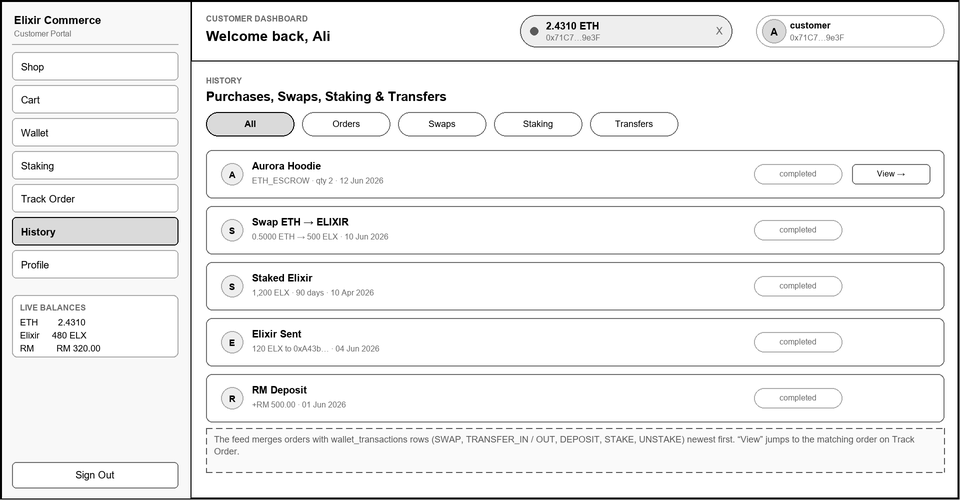 Elixir Commerce
Customer Portal
Shop
Cart
Wallet
Staking
Track Order
History
Profile
LIVE BALANCES
ETH 2.4310
Elixir 480 ELX
RM RM 320.00
Sign Out
CUSTOMER DASHBOARD
Welcome back, Ali
2.4310 ETH
0x71C7...9e3F
X
A
customer
0x71C7...9e3F
HISTORY
Purchases, Swaps, Staking & Transfers
All Orders Swaps Staking Transfers
A
Aurora Hoodie
ETH_ESCROW · qty 2 · 12 Jun 2026
completed
View →
S
Swap ETH → ELIXIR
0.5000 ETH → 500 ELX · 10 Jun 2026
completed
S
Staked Elixir
1,200 ELX · 90 days · 10 Apr 2026
completed
E
Elixir Sent
120 ELX to 0xA43b... · 04 Jun 2026
completed
R
RM Deposit
+RM 500.00 · 01 Jun 2026
completed
The feed merges orders with wallet_transactions rows (SWAP, TRANSFER_IN / OUT, DEPOSIT, STAKE, UNSTAKE) newest first. “View” jumps to the matching order on Track
Order.